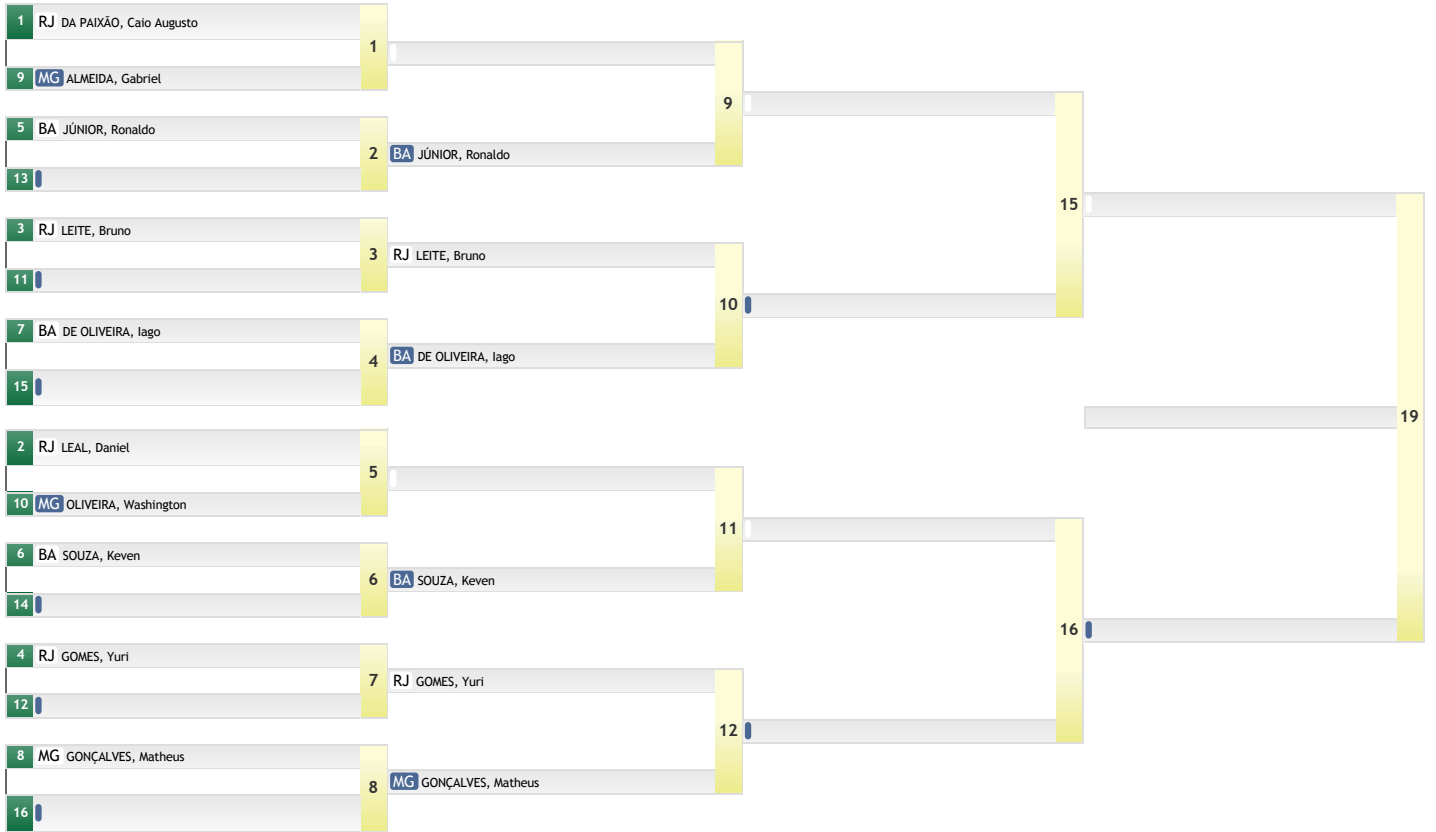 1 RJ DA PAIXÃO, Caio Augusto
1
9 MG ALMEIDA, Gabriel
9
5 BA JÚNIOR, Ronaldo
2 BA JÚNIOR, Ronaldo
13
15
3 RJ LEITE, Bruno
3 RJ LEITE, Bruno
11
10
7 BA DE OLIVEIRA, Iago
4 BA DE OLIVEIRA, Iago
15
19
2 RJ LEAL, Daniel
5
10 MG OLIVEIRA, Washington
11
6 BA SOUZA, Keven
6 BA SOUZA, Keven
14
16
4 RJ GOMES, Yuri
7 RJ GOMES, Yuri
12
12
8 MG GONÇALVES, Matheus
8 MG GONÇALVES, Matheus
16